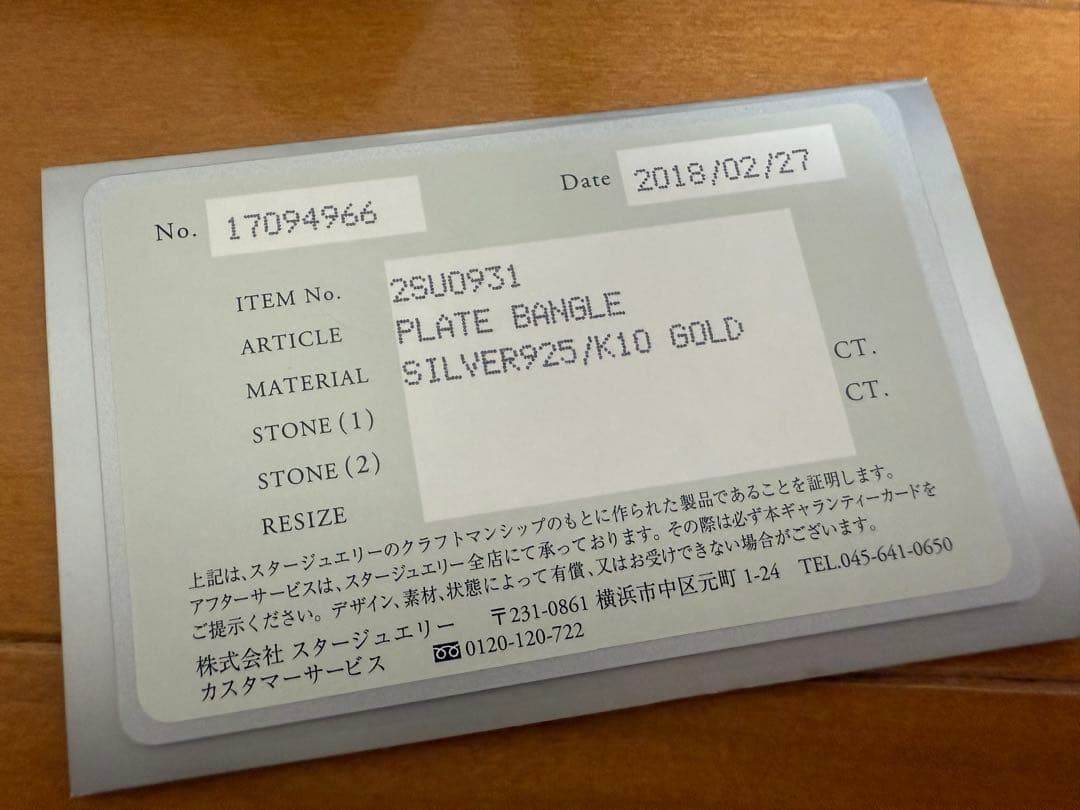 No. 17094966 Date 2018/02/27
ITEM No. 2SU0931
ARTICLE PLATE BANGLE
MATERIAL SILVER925/K10 GOLD
STONE(1) CT.
STONE(2) CT.
RESIZE
上記は、スタージュエリーのクラフトマンシップのもとに作られた製品であることを証明します。
アフターサービスは、スタージュエリー全店にて承っております。その際は必ず本ギャランティーカードを
ご提示ください。デザイン、素材、状態によって有償、又はお受けできない場合がございます。
株式会社 スタージュエリー 〒231-0861 横浜市中区元町 1-24 TEL.045-641-0650
カスタマーサービス 0120-120-722